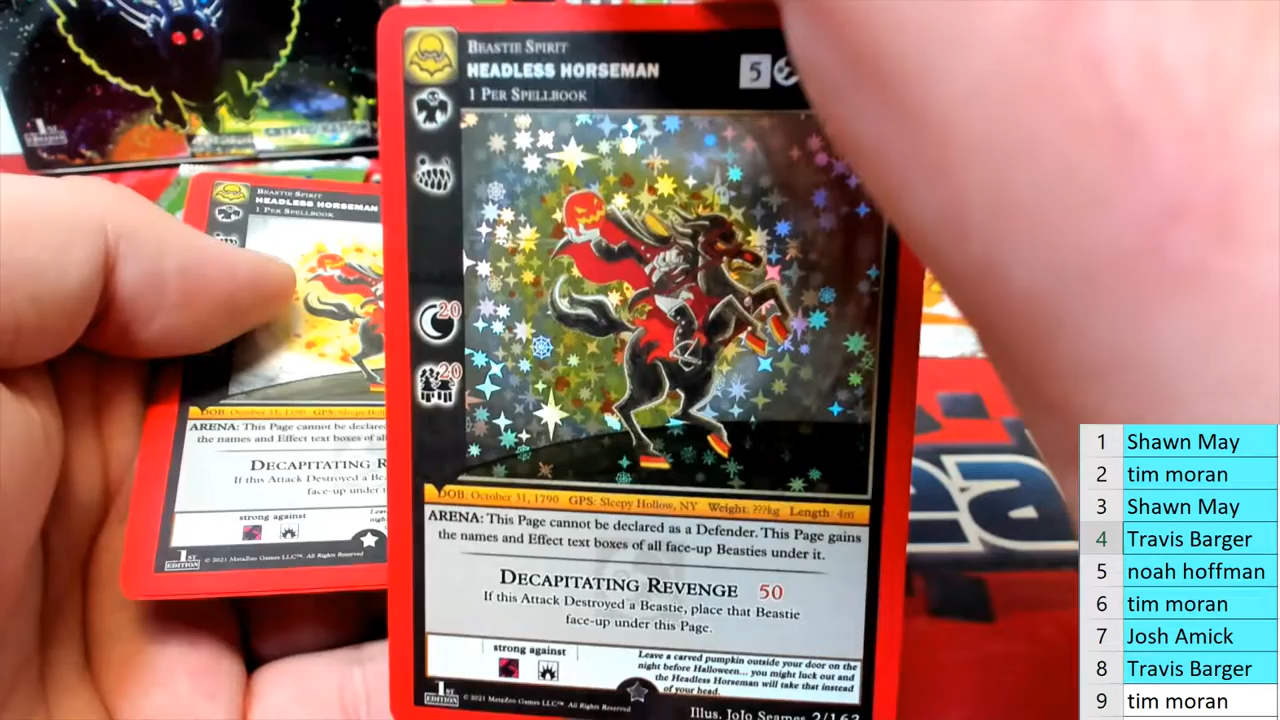 1ST
EDITION
BEASTIE SPIRIT
HEADLESS HORSEMAN
1 PER SPELLBOOK
DOB: October 31, 1790 GPS: Sleepy
ARENA: This Page cannot be declared
the names and Effect text boxes of all
DECAPITATING R
If this Attack Destroyed a Bea
face-up under t
strong against
1ST
EDITION
© 2021 MetaZoo Games LLC™. All Rights Reserved
BEASTIE SPIRIT
HEADLESS HORSEMAN 5
1 PER SPELLBOOK
20
20
DOB: October 31, 1790 GPS: Sleepy Hollow, NY Weight: ???kg Length: 4m
ARENA: This Page cannot be declared as a Defender. This Page gains
the names and Effect text boxes of all face-up Beasties under it.
DECAPITATING REVENGE 50
If this Attack Destroyed a Beastie, place that Beastie
face-up under this Page.
strong against
Leave a carved pumpkin outside your door on the
night before Halloween... you might luck out and
the Headless Horseman will take that instead
of your head.
1ST
EDITION
© 2021 MetaZoo Games LLC™. All Rights Reserved
Illus. JoJo Seames 2/163
1 Shawn May
2 tim moran
3 Shawn May
4 Travis Barger
5 noah hoffman
6 tim moran
7 Josh Amick
8 Travis Barger
9 tim moran